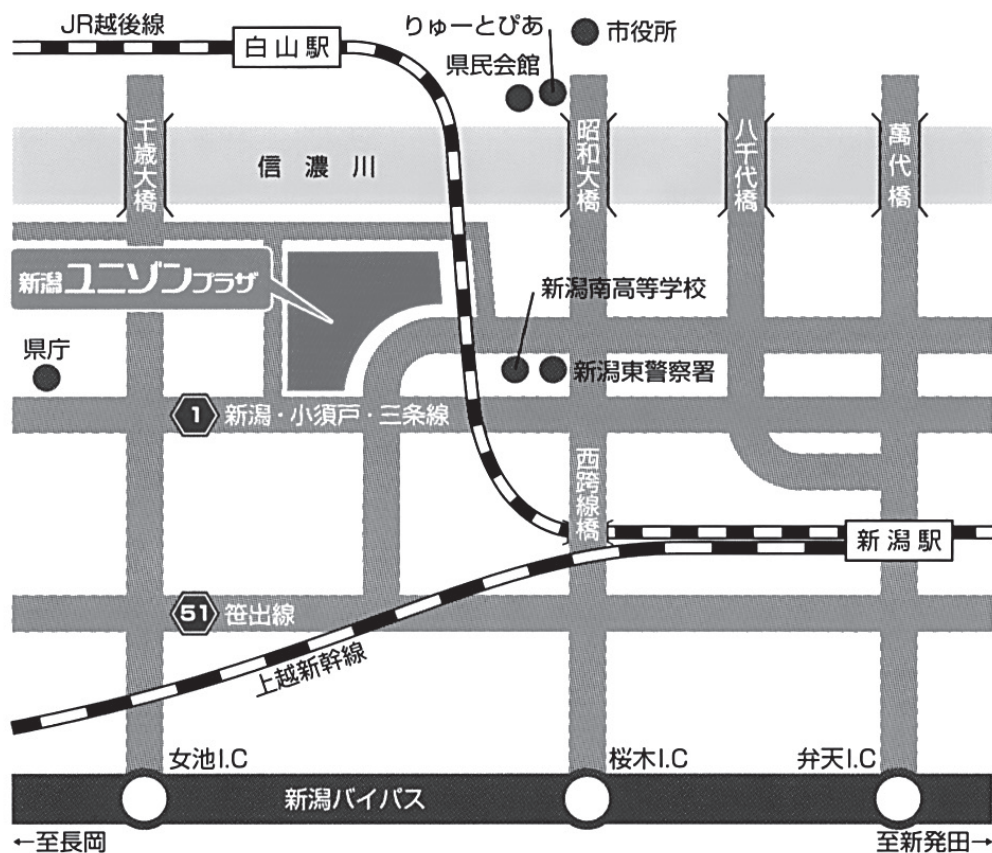 JR越後線
白山駅
りゅーとぴあ
市役所
県民会館
千歳大橋
信濃川
昭和大橋
八千代橋
萬代橋
新潟ユニゾンプラザ
新潟南高等学校
県庁
新潟東警察署
1 新潟・小須戸・三条線
西跨線橋
新潟駅
51 笹出線
上越新幹線
女池I.C
桜木I.C
弁天I.C
新潟バイパス
←至長岡
至新発田→